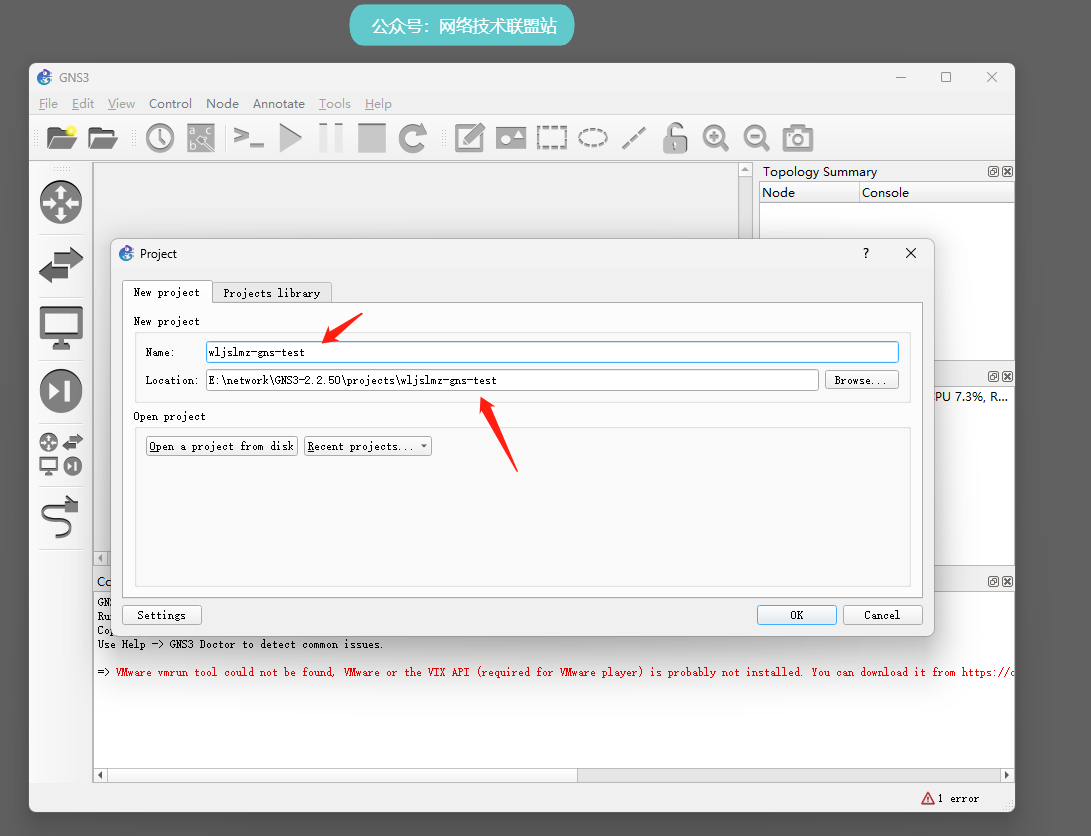 公众号：网络技术联盟站
GNS3
File Edit View Control Node Annotate Tools Help
Topology Summary
Node Console
Project
?
New project Projects library
New project
Name: wljslmz-gns-test
Location: E:\network\GNS3-2.2.50\projects\wljslmz-gns-test Browse...
PU 7.3%, R...
Open project
Open a project from disk Recent projects...
Settings OK Cancel
Use Help -> GNS3 Doctor to detect common issues.
=> VMware vmrun tool could not be found, VMware or the VIX API (required for VMware player) is probably not installed. You can download it from https://
1 error